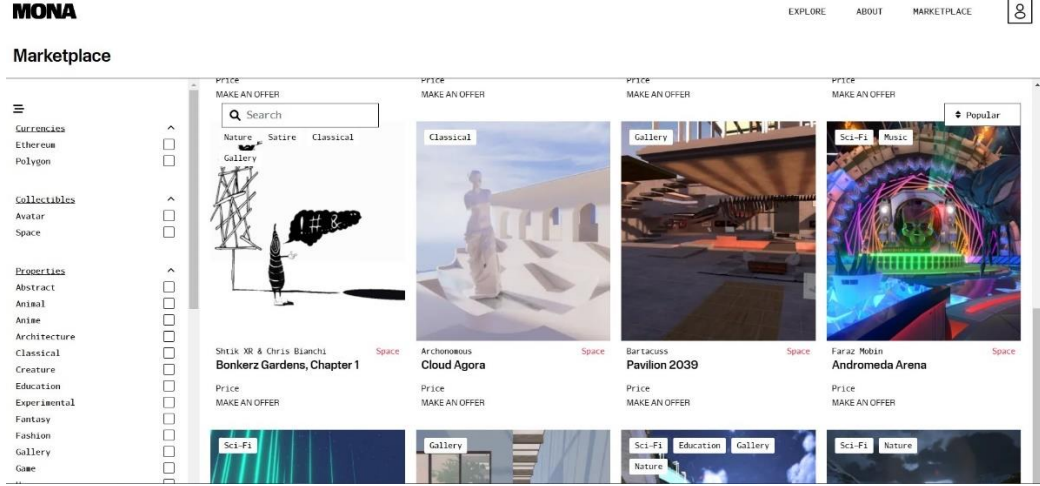 MONA
EXPLORE ABOUT MARKETPLACE
Marketplace
Currencies
Ethereum
Polygon
Collectibles
Avatar
Space
Properties
Abstract
Animal
Anime
Architecture
Classical
Creature
Education
Experimental
Fantasy
Fashion
Gallery
Game
Price Price Price Price
MAKE AN OFFER MAKE AN OFFER MAKE AN OFFER MAKE AN OFFER
Search
Popular
Nature Satire Classical
Gallery
!#&
Classical
Gallery
Sci-Fi Music
Shtik XR & Chris Bianchi Space
Bonkerz Gardens, Chapter 1
Price
MAKE AN OFFER
Archonomous Space
Cloud Agora
Price
MAKE AN OFFER
Bartacuss Space
Pavilion 2039
Price
MAKE AN OFFER
Faraz Mobin Space
Andromeda Arena
Price
MAKE AN OFFER
Sci-Fi
Gallery
Sci-Fi Education Gallery
Nature
Sci-Fi Nature